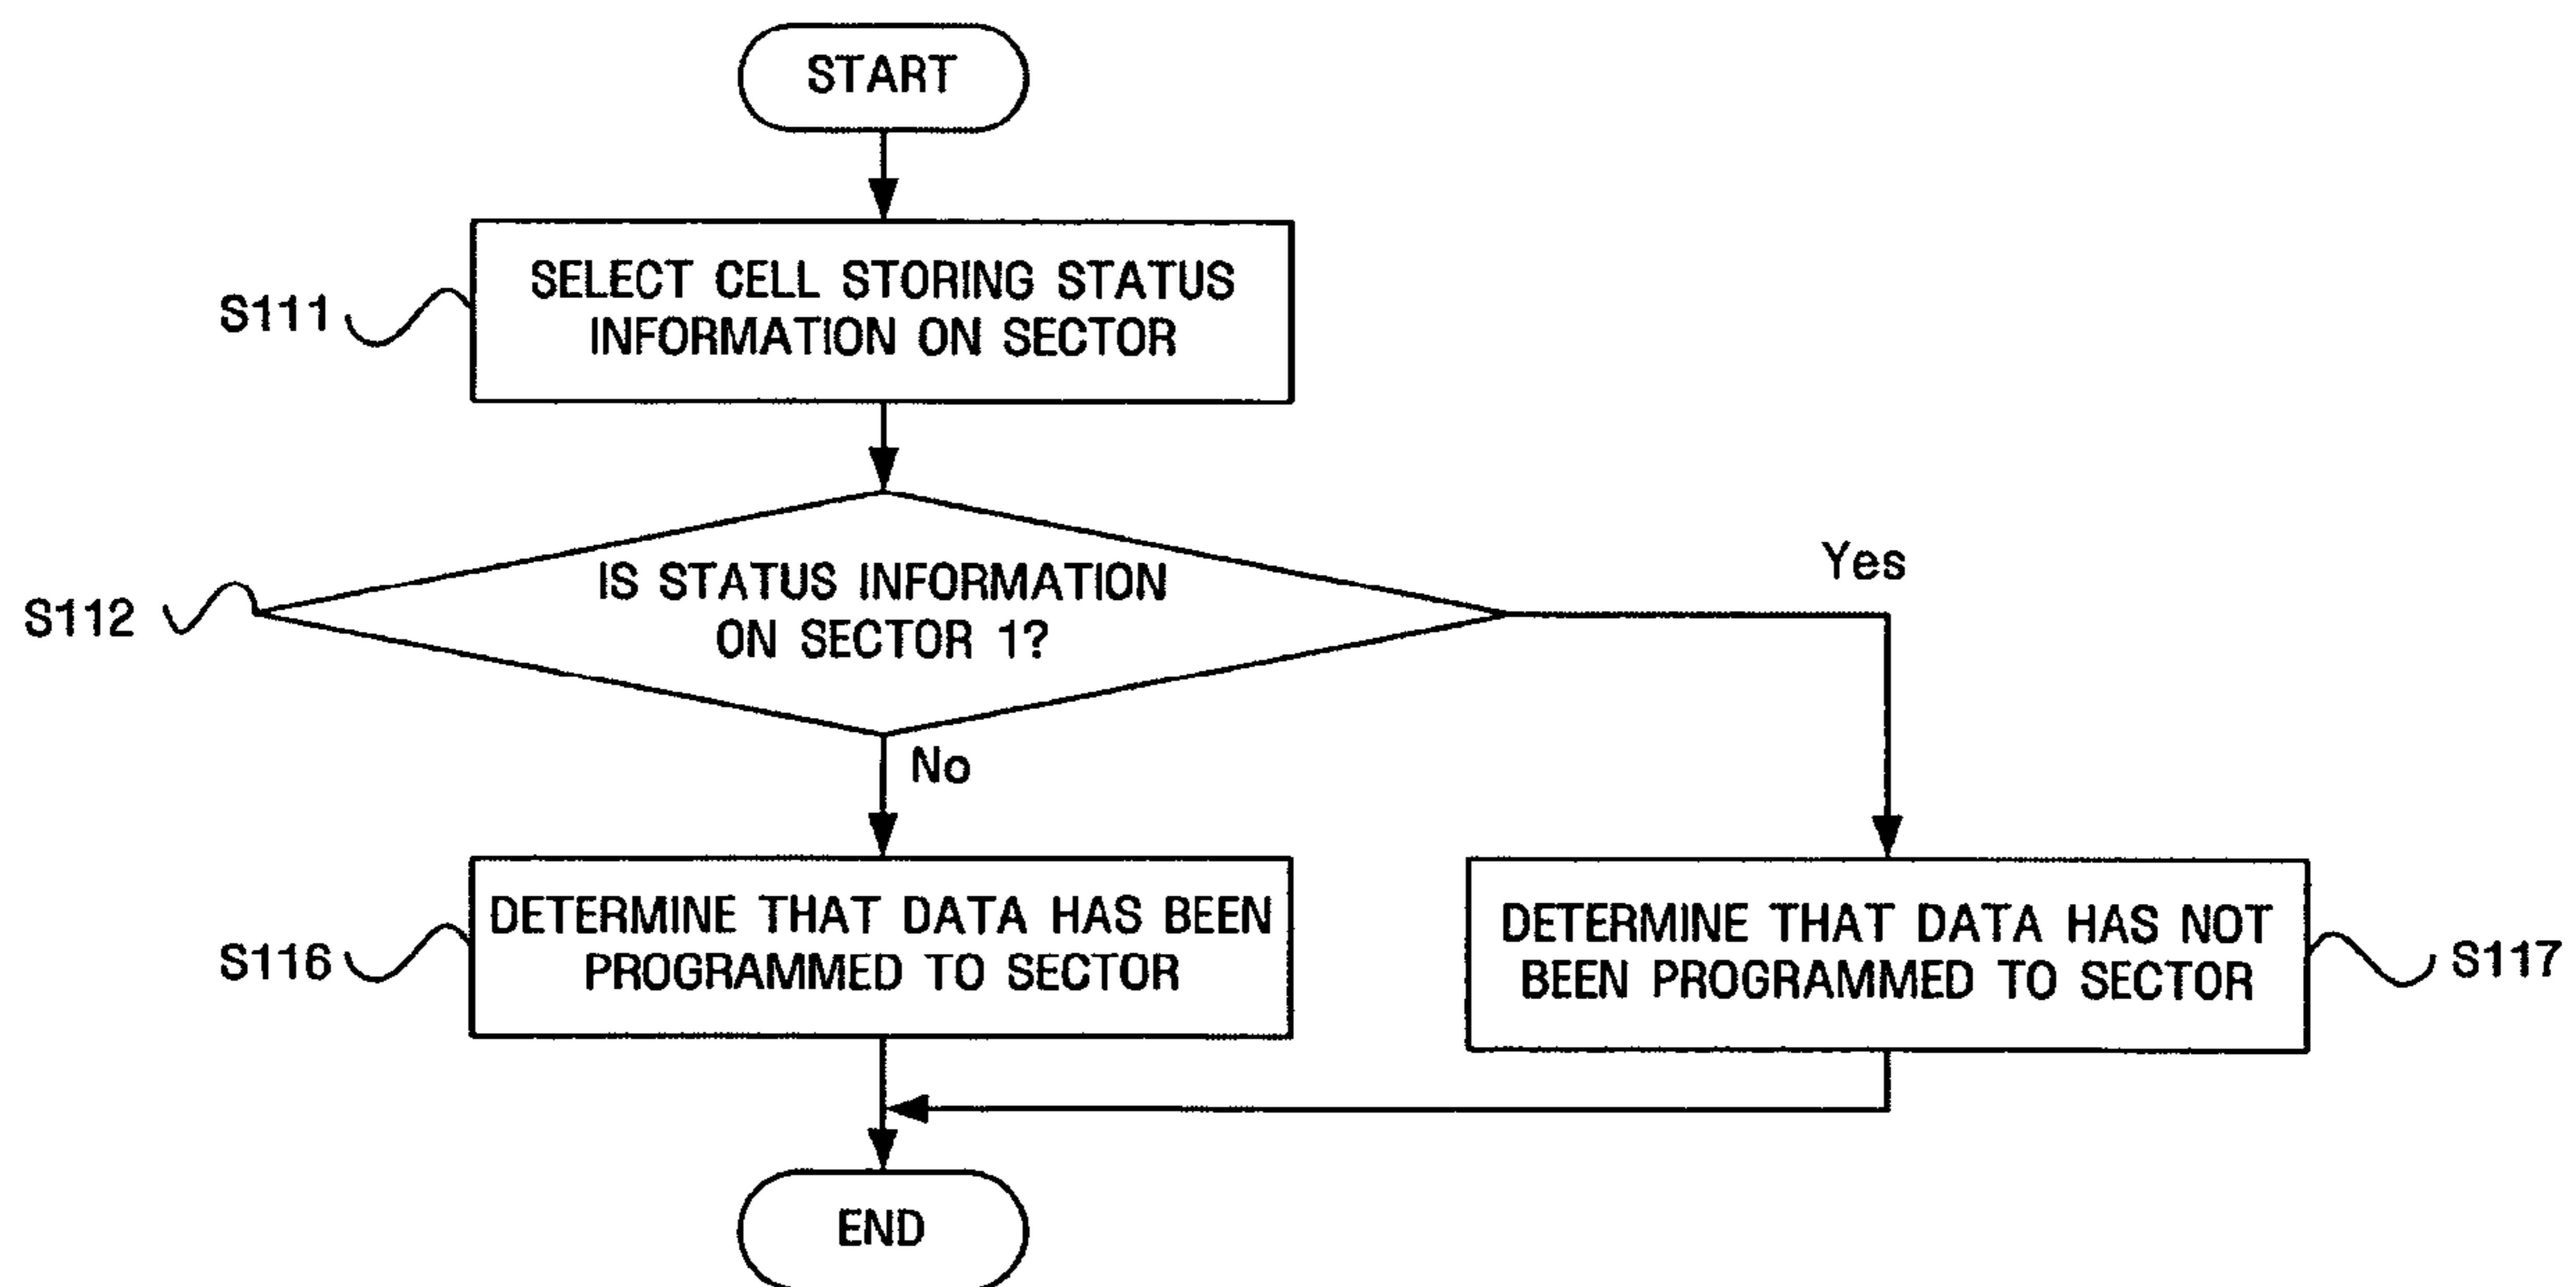 START
S111
SELECT CELL STORING STATUS
INFORMATION ON SECTOR
S112
IS STATUS INFORMATION
ON SECTOR 1?
Yes
No
S116
DETERMINE THAT DATA HAS BEEN
PROGRAMMED TO SECTOR
DETERMINE THAT DATA HAS NOT
BEEN PROGRAMMED TO SECTOR
S117
END